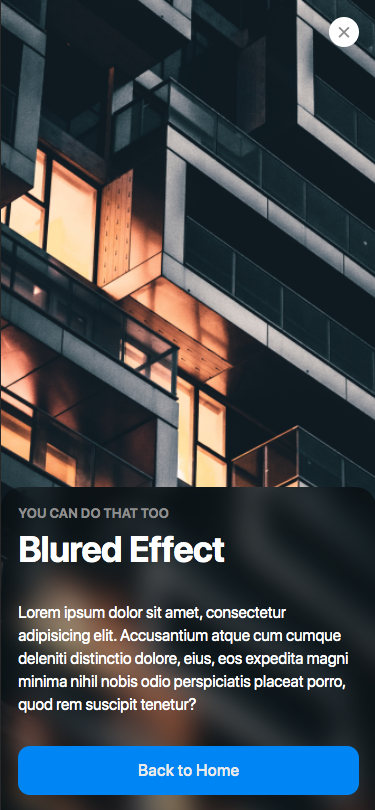 YOU CAN DO THAT TOO
Blured Effect
Lorem ipsum dolor sit amet, consectetur
adipisicing elit. Accusantium atque cum cumque
deleniti distinctio dolore, eius, eos expedita magni
minima nihil nobis odio perspiciatis placeat porro,
quod rem suscipit tenetur?
Back to Home